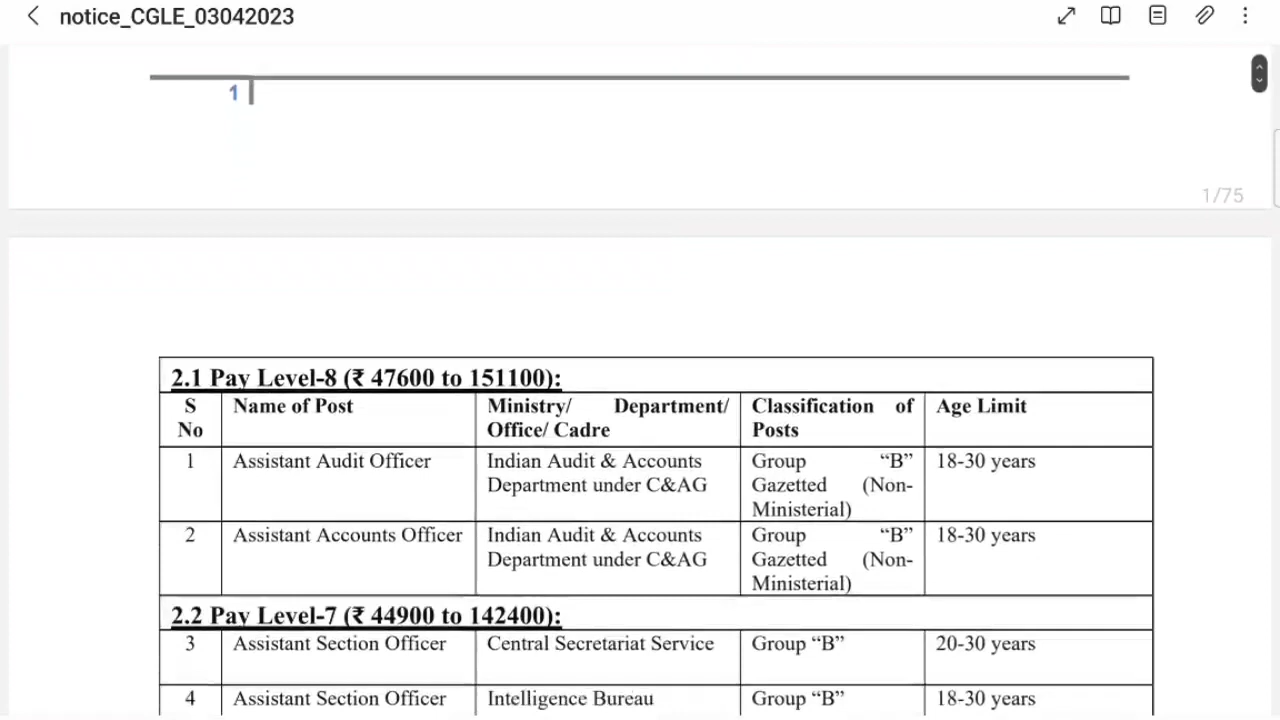 notice_CGLE_03042023
1
1/75
2.1 Pay Level-8 (₹ 47600 to 151100):
S No Name of Post Ministry/ Department/ Office/ Cadre Classification of Posts Age Limit
1 Assistant Audit Officer Indian Audit & Accounts Department under C&AG Group “B” Gazetted (Non-Ministerial) 18-30 years
2 Assistant Accounts Officer Indian Audit & Accounts Department under C&AG Group “B” Gazetted (Non-Ministerial) 18-30 years
2.2 Pay Level-7 (₹ 44900 to 142400):
3 Assistant Section Officer Central Secretariat Service Group “B” 20-30 years
4 Assistant Section Officer Intelligence Bureau Group “B” 18-30 years